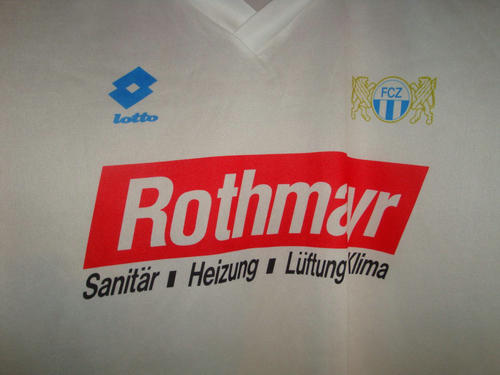 lotto
FCZ
Rothmayr
Sanitär ▪ Heizung ▪ Lüftung Klima